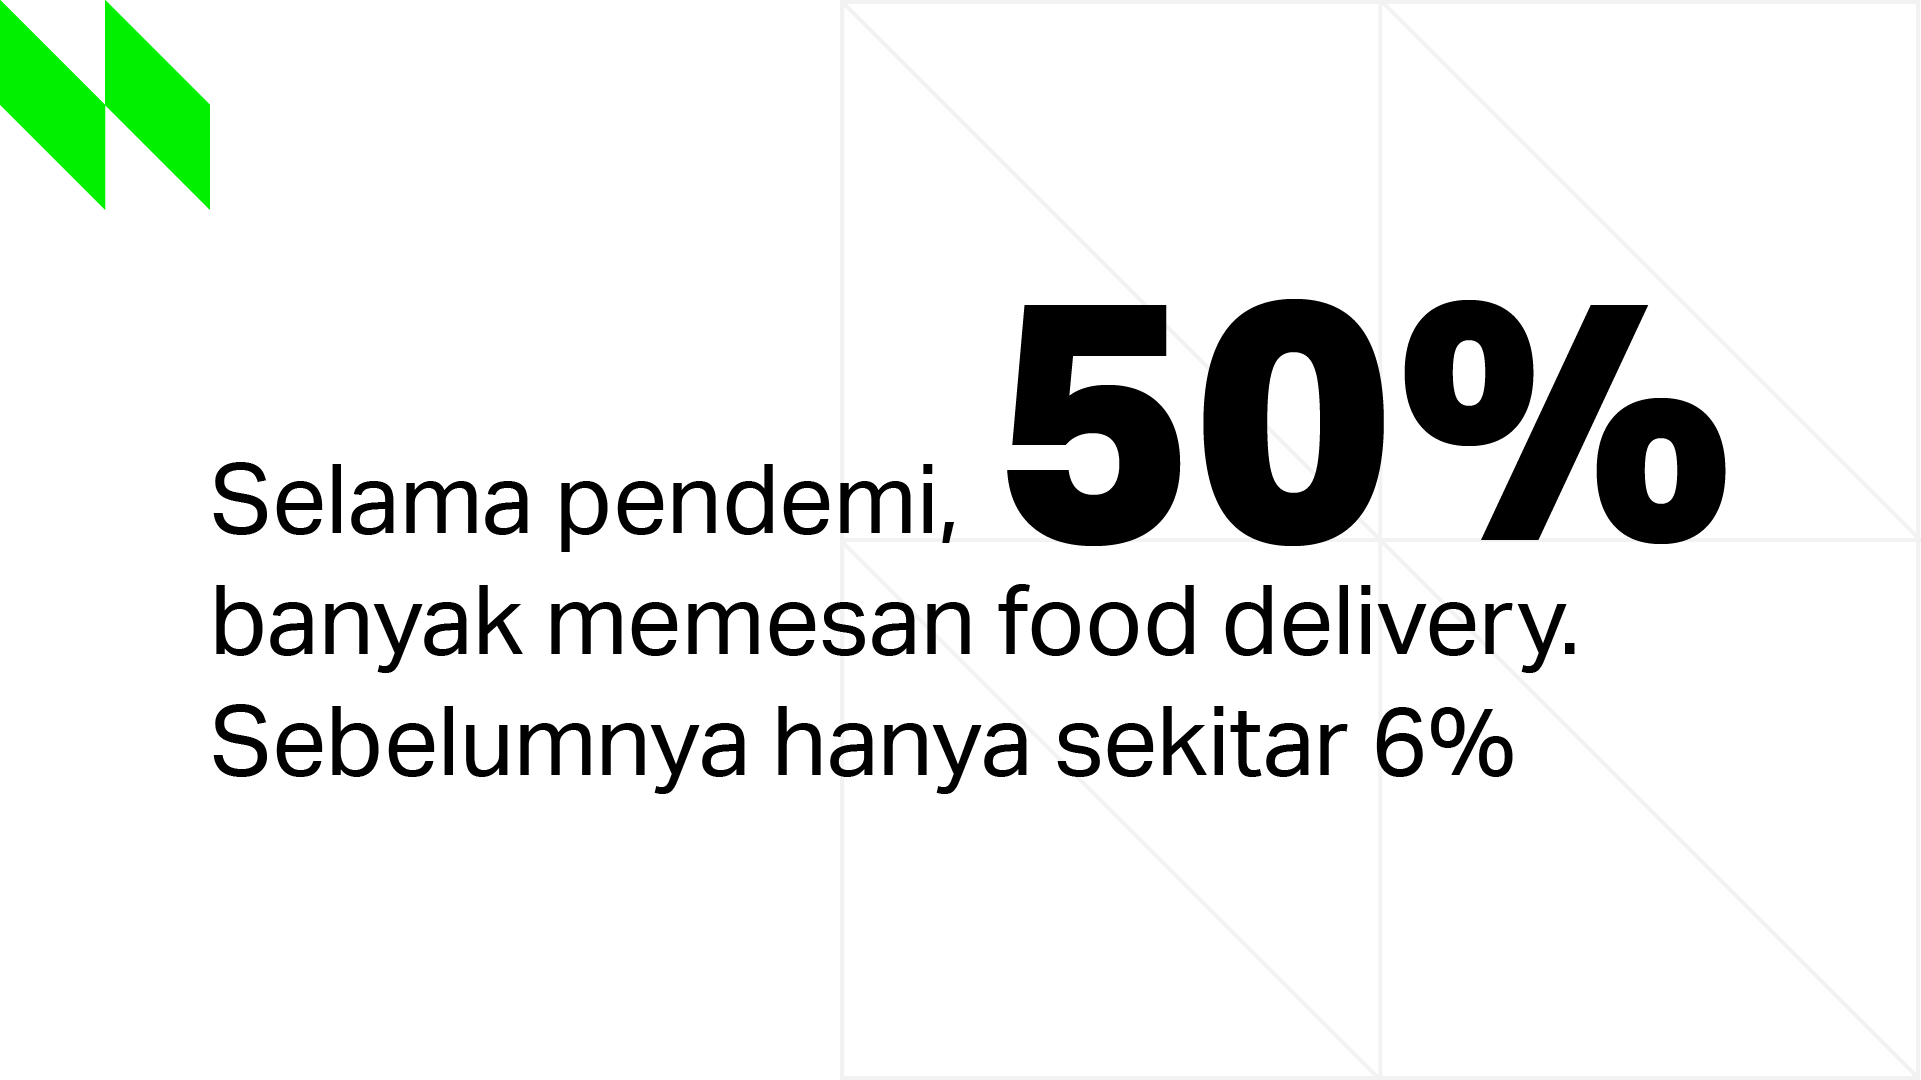 Selama pendemi, 50%
banyak memesan food delivery.
Sebelumnya hanya sekitar 6%